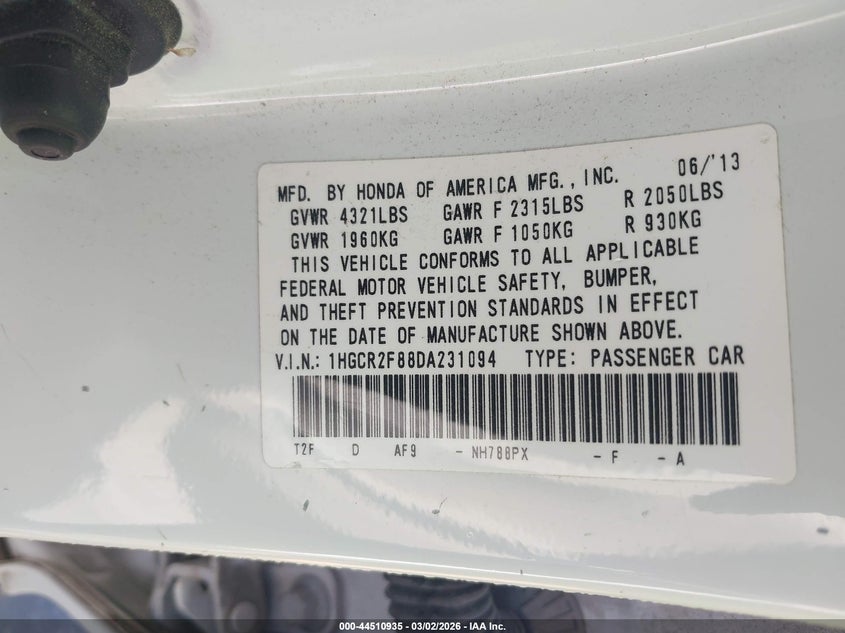 MFD. BY HONDA OF AMERICA MFG., INC. 06/'13
GVWR 4321LBS GAWR F 2315LBS R 2050LBS
GVWR 1960KG GAWR F 1050KG R 930KG
THIS VEHICLE CONFORMS TO ALL APPLICABLE
FEDERAL MOTOR VEHICLE SAFETY, BUMPER,
AND THEFT PREVENTION STANDARDS IN EFFECT
ON THE DATE OF MANUFACTURE SHOWN ABOVE.
V.I.N.: 1HGCR2F88DA231094 TYPE: PASSENGER CAR
T2F D AF9 - NH788PX - F - A
000-44510935 - 03/02/2026 - IAA Inc.